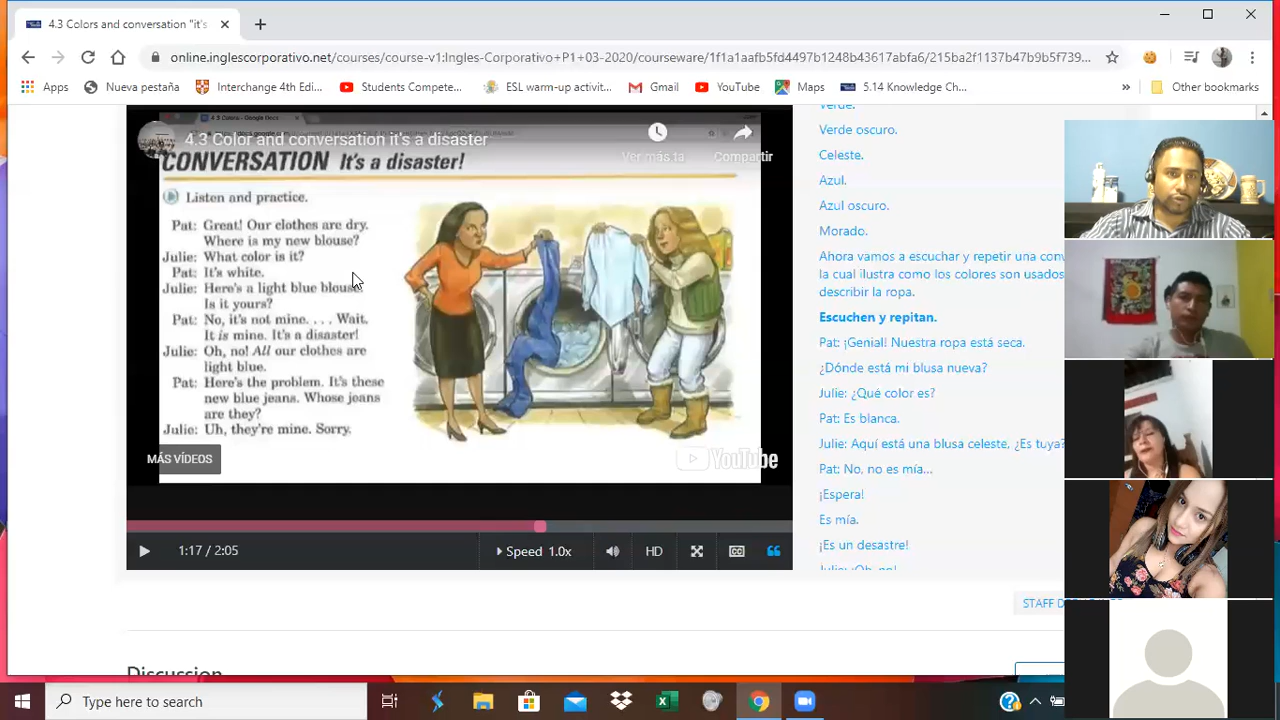 4.3 Colors and conversation "it's
online.inglescorporativo.net/courses/course-v1:Ingles_Corporativo+P1+03-2020/courseware/1f1a1aafb5fd4497b1248b43617abfa6/215ba2f1137b47b9b5f739...
Apps
Nueva pestaña
Interchange 4th Edi...
Students Compete...
ESL warm-up activit...
Gmail
YouTube
Maps
5.14 Knowledge Ch...
»
Other bookmarks
4.3 Color and conversation it's a disaster
Ver más ta
Compartir
CONVERSATION It's a disaster!
Listen and practice.
Pat: Great! Our clothes are dry.
Where is my new blouse?
Julie: What color is it?
Pat: It's white.
Julie: Here's a light blue blouse.
Is it yours?
Pat: No, it's not mine. . . . Wait.
It is mine. It's a disaster!
Julie: Oh, no! All our clothes are
light blue.
Pat: Here's the problem. It's these
new blue jeans. Whose jeans
are they?
Julie: Uh, they're mine. Sorry.
MÁS VÍDEOS
YouTube
1:17 / 2:05
Speed 1.0x
HD
Verde.
Verde oscuro.
Celeste.
Azul.
Azul oscuro.
Morado.
Ahora vamos a escuchar y repetir una
la cual ilustra como los colores son usados
describir la ropa.
Escuchen y repitan.
Pat: ¡Genial! Nuestra ropa está seca.
¿Dónde está mi blusa nueva?
Julie: ¿Qué color es?
Pat: Es blanca.
Julie: Aquí está una blusa celeste, ¿Es tuya?
Pat: No, no es mía...
¡Espera!
Es mía.
¡Es un desastre!
Julie: ¡Oh, no!
STAFF
Discussion
Type here to search